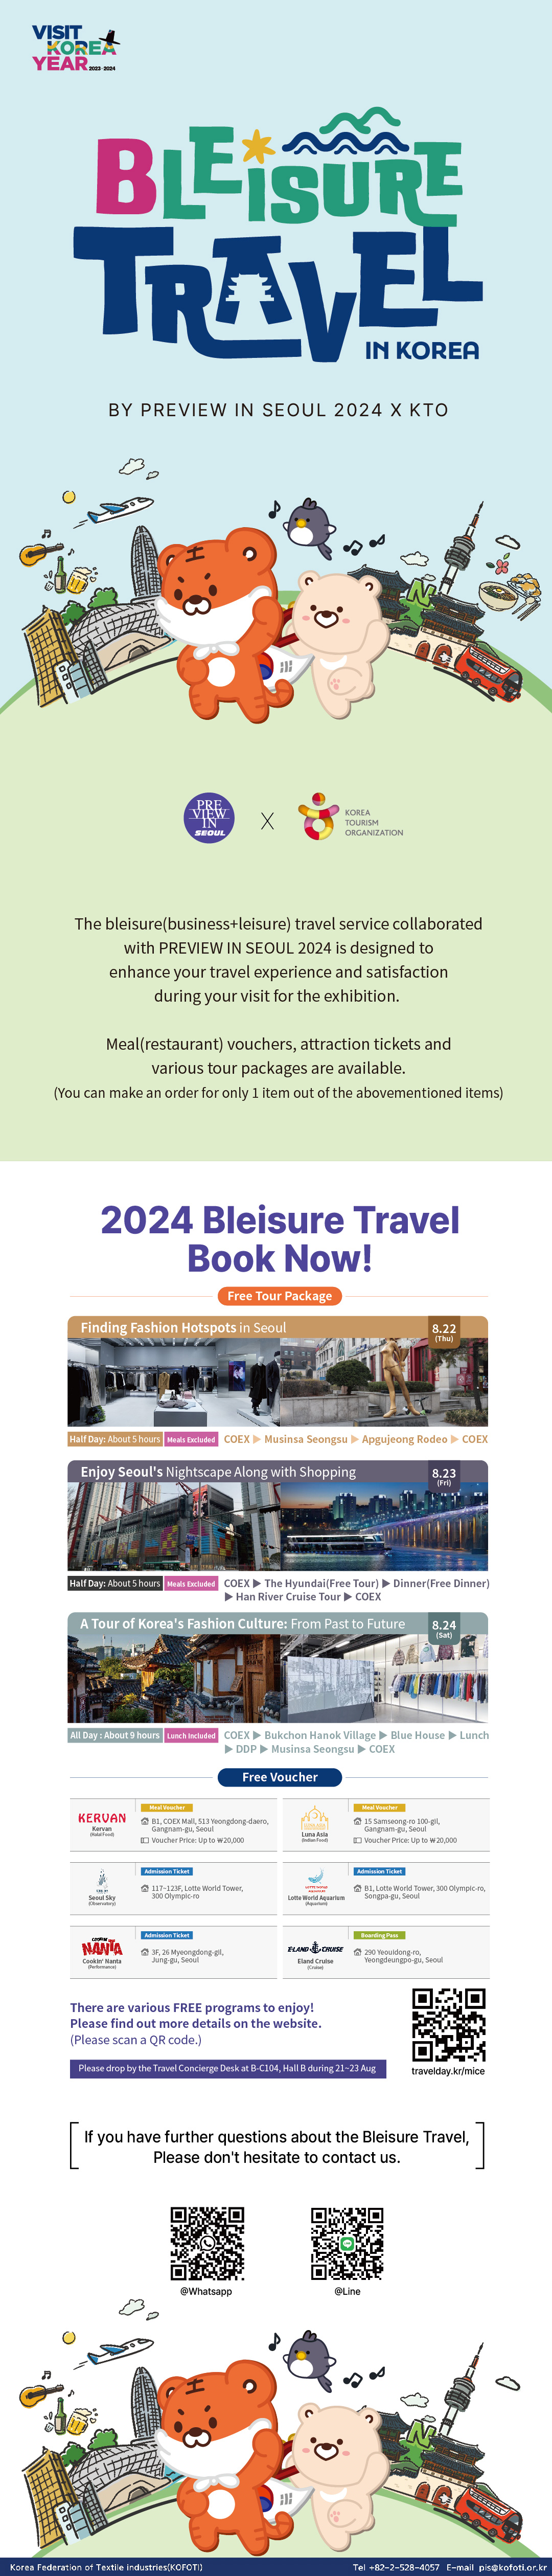 VISIT
KOREA
YEAR 2023-2024
BLEISURE
TRAVEL
IN KOREA
BY PREVIEW IN SEOUL 2024 X KTO
PRE
VIEW
IN
SEOUL
X
KOREA
TOURISM
ORGANIZATION
The bleisure(business+leisure) travel service collaborated
with PREVIEW IN SEOUL 2024 is designed to
enhance your travel experience and satisfaction
during your visit for the exhibition.
Meal(restaurant) vouchers, attraction tickets and
various tour packages are available.
(You can make an order for only 1 item out of the abovementioned items)
2024 Bleisure Travel
Book Now!
Free Tour Package
Finding Fashion Hotspots in Seoul
8.22
(Thu)
Half Day: About 5 hours
Meals Excluded
COEX ▶ Musinsa Seongsu ▶ Apgujeong Rodeo ▶ COEX
Enjoy Seoul's Nightscape Along with Shopping
8.23
(Fri)
Half Day: About 5 hours
Meals Excluded
COEX ▶ The Hyundai(Free Tour) ▶ Dinner(Free Dinner)
▶ Han River Cruise Tour ▶ COEX
A Tour of Korea's Fashion Culture: From Past to Future
8.24
(Sat)
All Day : About 9 hours
Lunch Included
COEX ▶ Bukchon Hanok Village ▶ Blue House ▶ Lunch
▶ DDP ▶ Musinsa Seongsu ▶ COEX
Free Voucher
KERVAN
Kervan
(Halal Food)
Meal Voucher
B1, COEX Mall, 513 Yeongdong-daero,
Gangnam-gu, Seoul
Voucher Price: Up to ₩20,000
Luna Asia
(Indian Food)
Meal Voucher
15 Samseong-ro 100-gil,
Gangnam-gu, Seoul
Voucher Price: Up to ₩20,000
Seoul Sky
(Observatory)
Admission Ticket
117~123F, Lotte World Tower,
300 Olympic-ro
Lotte World Aquarium
(Aquarium)
Admission Ticket
B1, Lotte World Tower, 300 Olympic-ro,
Songpa-gu, Seoul
NANTA
Cookin' Nanta
(Performance)
Admission Ticket
3F, 26 Myeongdong-gil,
Jung-gu, Seoul
E·LAND CRUISE
Eland Cruise
(Cruise)
Boarding Pass
290 Yeouidong-ro,
Yeongdeungpo-gu, Seoul
There are various FREE programs to enjoy!
Please find out more details on the website.
(Please scan a QR code.)
Please drop by the Travel Concierge Desk at B-C104, Hall B during 21~23 Aug
travelday.kr/mice
If you have further questions about the Bleisure Travel,
Please don't hesitate to contact us.
@Whatsapp
@Line
Korea Federation of Textile Industries(KOFOTI)
Tel +82-2-528-4057 E-mail pis@kofoti.or.kr